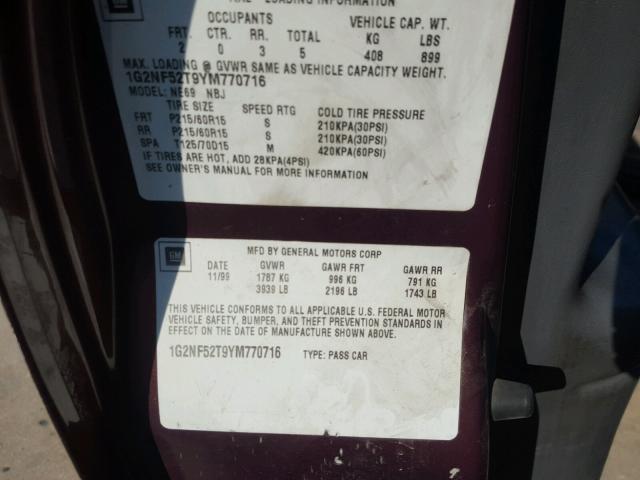 GM
TIRE - LOADING INFORMATION
OCCUPANTS VEHICLE CAP. WT.
FRT. CTR. RR. TOTAL KG LBS
2 0 3 5 408 899
MAX. LOADING @ GVWR SAME AS VEHICLE CAPACITY WEIGHT.
1G2NF52T9YM770716
MODEL: NE69 NBJ
TIRE SIZE SPEED RTG COLD TIRE PRESSURE
FRT P215/60R15 S 210KPA(30PSI)
RR P215/60R15 S 210KPA(30PSI)
SPA T125/70D15 M 420KPA(60PSI)
IF TIRES ARE HOT, ADD 28KPA(4PSI)
SEE OWNER'S MANUAL FOR MORE INFORMATION
GM
MFD BY GENERAL MOTORS CORP
DATE GVWR GAWR FRT GAWR RR
11/99 1787 KG 996 KG 791 KG
3939 LB 2196 LB 1743 LB
THIS VEHICLE CONFORMS TO ALL APPLICABLE U.S. FEDERAL MOTOR
VEHICLE SAFETY, BUMPER, AND THEFT PREVENTION STANDARDS IN
EFFECT ON THE DATE OF MANUFACTURE SHOWN ABOVE.
1G2NF52T9YM770716 TYPE: PASS CAR